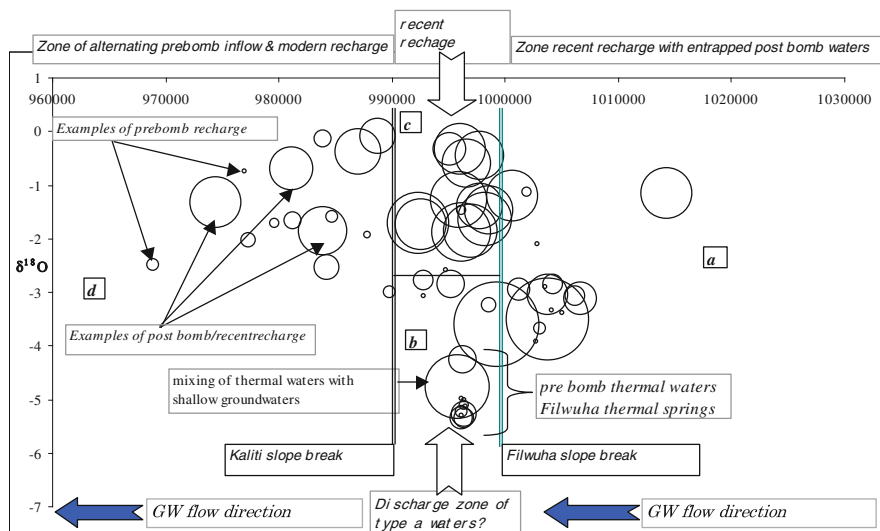 recent
rechage
Zone of alternating prebomb inflow & modern recharge
Zone recent recharge with entrapped post bomb waters
1
960000 970000 980000 990000 1000000 1010000 1020000 1030000
0
-1
-2
-3
-4
-5
-6
-7
δ¹⁸O
Examples of prebomb recharge
c
a
d
Examples of post bomb/recentrecharge
b
mixing of thermal waters with
shallow groundwaters
pre bomb thermal waters
Filwuha thermal springs
Kaliti slope break
Filwuha slope break
GW flow direction
Discharge zone of
type a waters?
GW flow direction